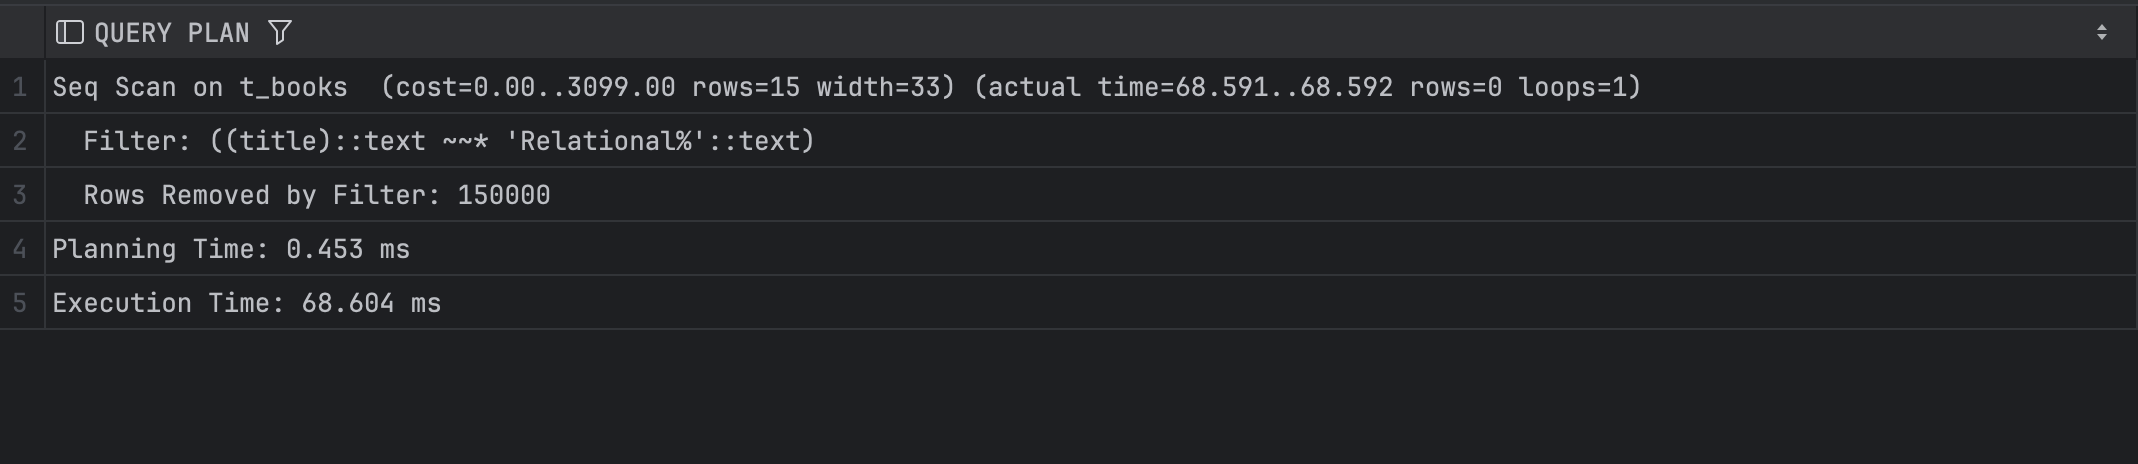 QUERY PLAN
1 Seq Scan on t_books  (cost=0.00..3099.00 rows=15 width=33) (actual time=68.591..68.592 rows=0 loops=1)
2   Filter: ((title)::text ~~* 'Relational%'::text)
3   Rows Removed by Filter: 150000
4 Planning Time: 0.453 ms
5 Execution Time: 68.604 ms